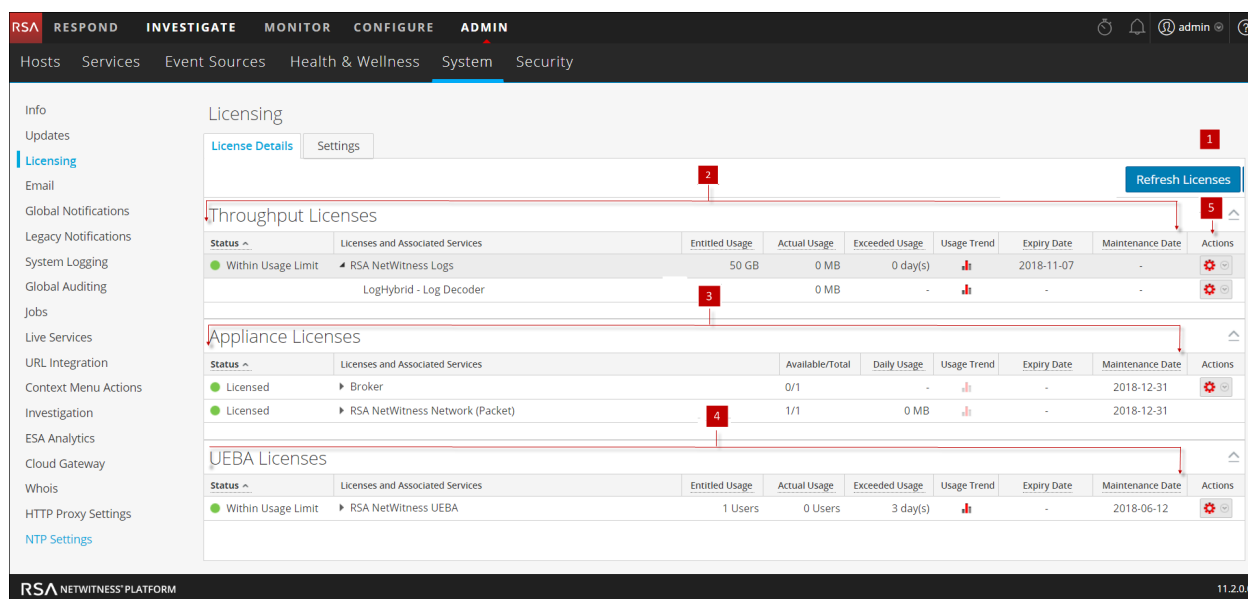 RSA RESPOND INVESTIGATE MONITOR CONFIGURE ADMIN admin ?
Hosts Services Event Sources Health & Wellness System Security
Info
Updates
Licensing
Email
Global Notifications
Legacy Notifications
System Logging
Global Auditing
Jobs
Live Services
URL Integration
Context Menu Actions
Investigation
ESA Analytics
Cloud Gateway
Whois
HTTP Proxy Settings
NTP Settings
Licensing
License Details Settings
1
Refresh Licenses
2
Throughput Licenses
5
Status Licenses and Associated Services Entitled Usage Actual Usage Exceeded Usage Usage Trend Expiry Date Maintenance Date Actions
Within Usage Limit RSA NetWitness Logs 50 GB 0 MB 0 day(s) 2018-11-07 -
LogHybrid - Log Decoder 0 MB - - -
3
Appliance Licenses
Status Licenses and Associated Services Available/Total Daily Usage Usage Trend Expiry Date Maintenance Date Actions
Licensed Broker 0/1 - - 2018-12-31
Licensed RSA NetWitness Network (Packet) 1/1 0 MB - 2018-12-31
4
UEBA Licenses
Status Licenses and Associated Services Entitled Usage Actual Usage Exceeded Usage Usage Trend Expiry Date Maintenance Date Actions
Within Usage Limit RSA NetWitness UEBA 1 Users 0 Users 3 day(s) - 2018-06-12
RSA NETWITNESS® PLATFORM 11.2.0.